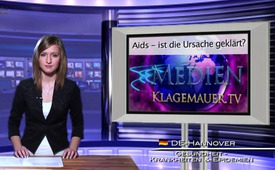 Aids – ist die Ursache geklärt?
MEDIEN
KLAGEMAUER.TV
DE-HANNOVER
GESUNDHEIT
KRANKHEITEN & EPIDEMIEN